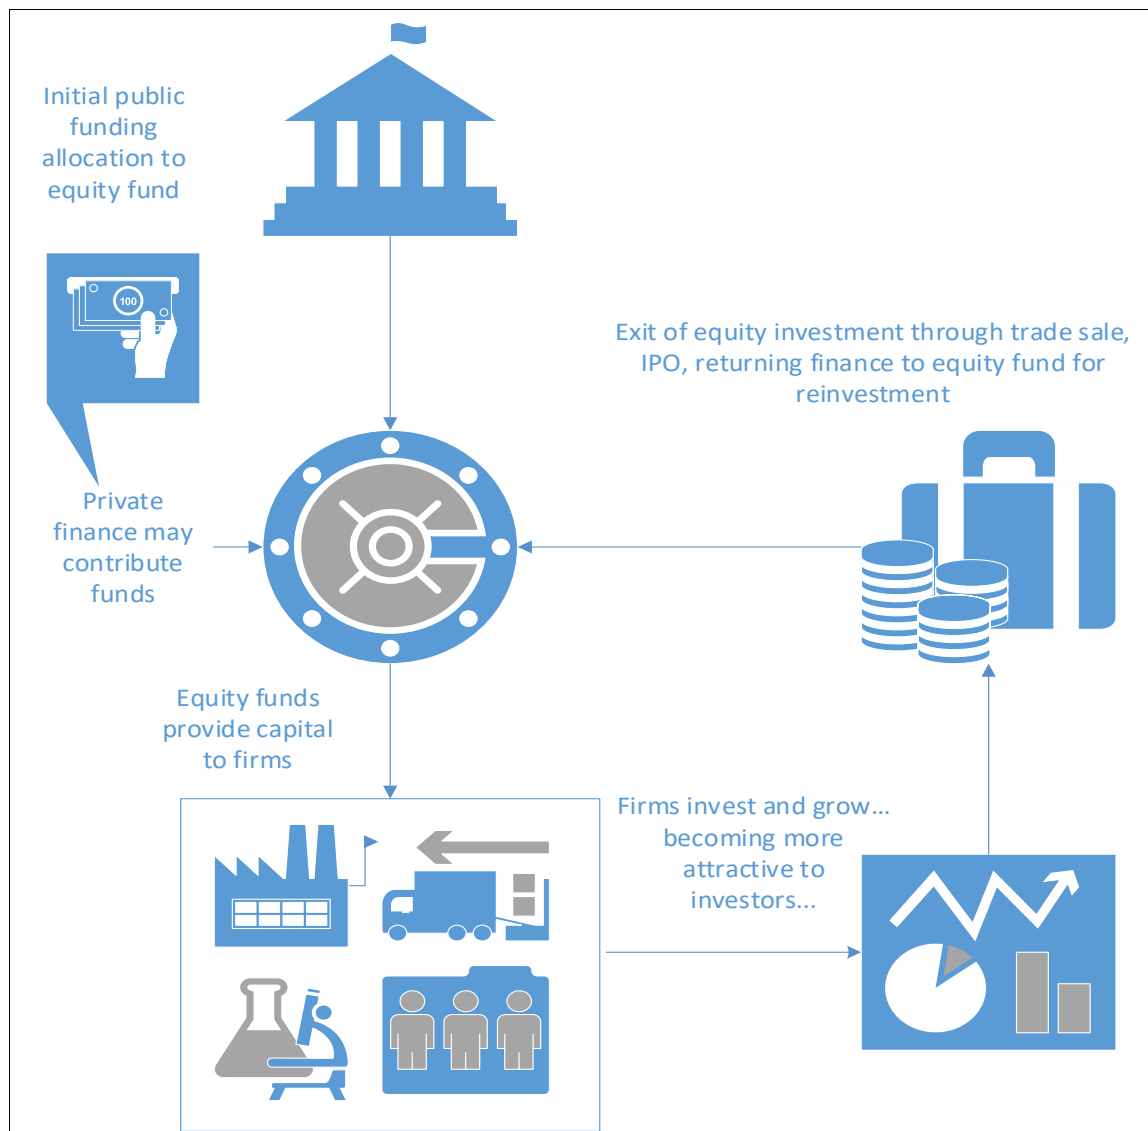 Initial public
funding
allocation to
equity fund
100
Exit of equity investment through trade sale,
IPO, returning finance to equity fund for
reinvestment
Private
finance may
contribute
funds
Equity funds
provide capital
to firms
Firms invest and grow...
becoming more
attractive to
investors...